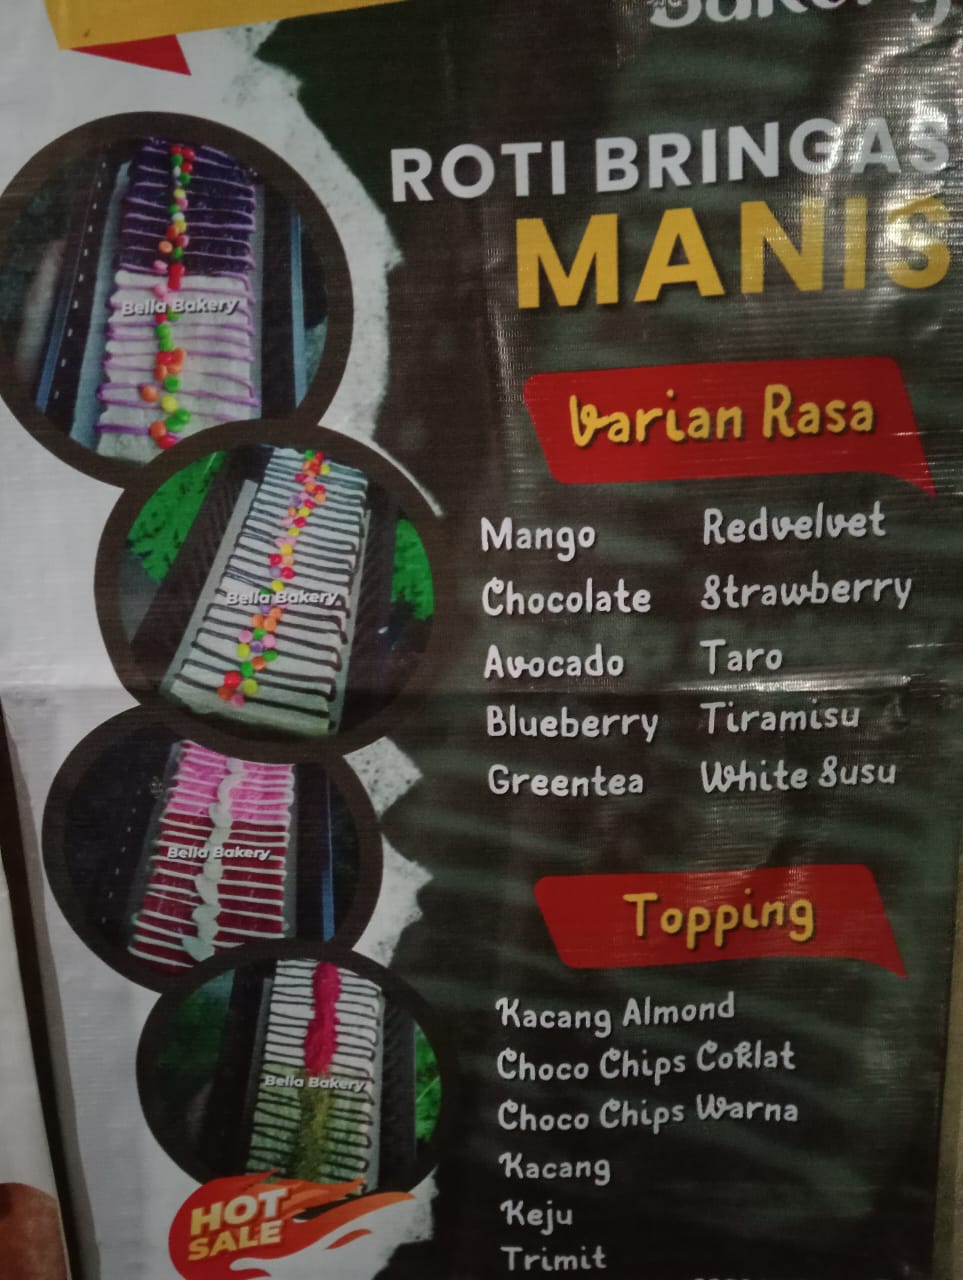 ROTI BRINGAS
MANIS
Varian Rasa
Mango
Chocolate
Avocado
Blueberry
Greentea
Redvelvet
Strawberry
Taro
Tiramisu
White Susu
Topping
Kacang Almond
Choco Chips Coklat
Choco Chips Warna
Kacang
Keju
Trimit
Bella Bakery
Bella Bakery
Bella Bakery
Bella Bakery
HOT
SALE